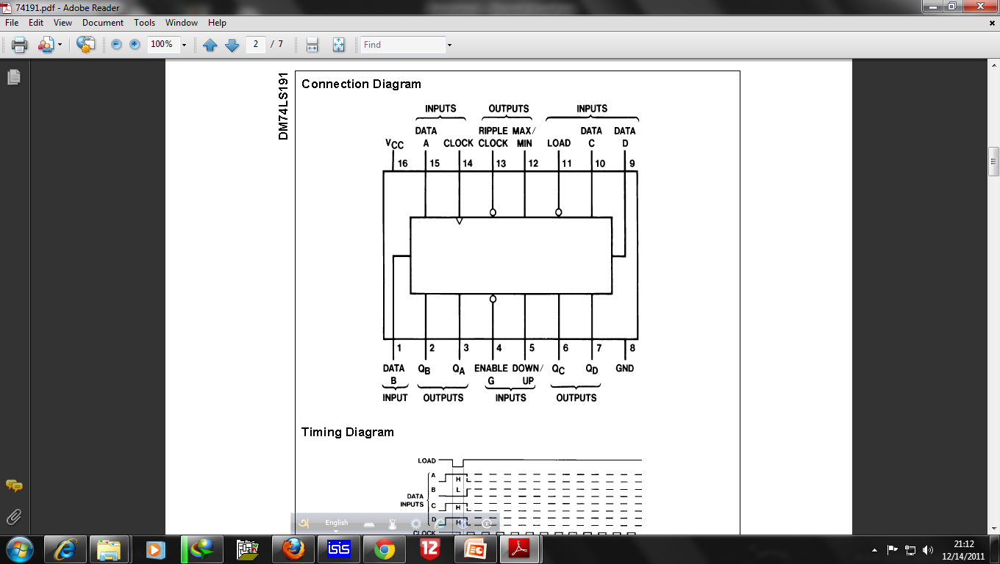 74191.pdf - Adobe Reader
File Edit View Document Tools Window Help
100% 2 / 7 Find
DM74LS191
Connection Diagram
INPUTS OUTPUTS INPUTS
DATA RIPPLE MAX/ DATA DATA
VCC A CLOCK CLOCK MIN LOAD C D
16 15 14 13 12 11 10 9
1 2 3 4 5 6 7 8
DATA QB QA ENABLE DOWN/ QC QD GND
B G UP
INPUT OUTPUTS INPUTS OUTPUTS
Timing Diagram
LOAD
A H
B L
DATA
INPUTS
C H
D H
CLOCK
English
isis
12
21:12
12/14/2011